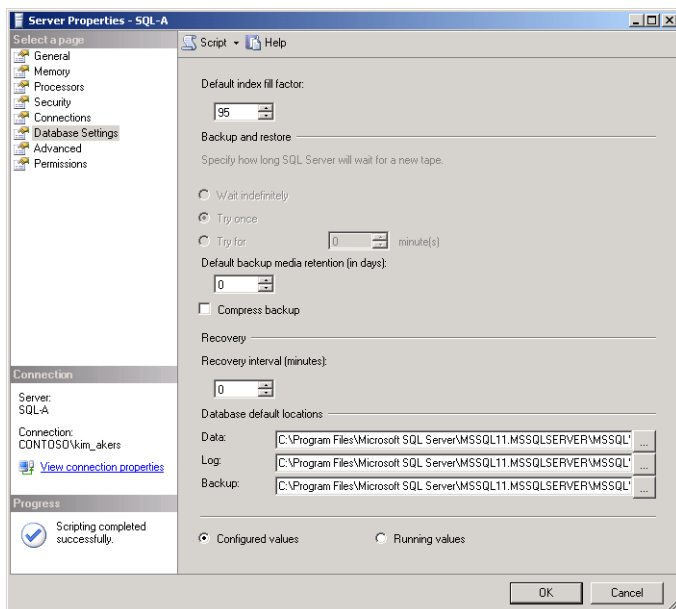 Server Properties - SQL-A
Select a page
General
Memory
Processors
Security
Connections
Database Settings
Advanced
Permissions
Script
Help
Default index fill factor:
95
Backup and restore
Specify how long SQL Server will wait for a new tape.
Wait indefinitely
Try once
Try for 0 minute(s)
Default backup media retention (in days):
0
Compress backup
Recovery
Recovery interval (minutes):
0
Database default locations
Data: C:\Program Files\Microsoft SQL Server\MSSQL11.MSSQLSERVER\MSSQL\ ...
Log: C:\Program Files\Microsoft SQL Server\MSSQL11.MSSQLSERVER\MSSQL\ ...
Backup: C:\Program Files\Microsoft SQL Server\MSSQL11.MSSQLSERVER\MSSQL\ ...
Configured values
Running values
Connection
Server:
SQL-A
Connection:
CONTOSO\kim_akers
View connection properties
Progress
Scripting completed
successfully.
OK
Cancel